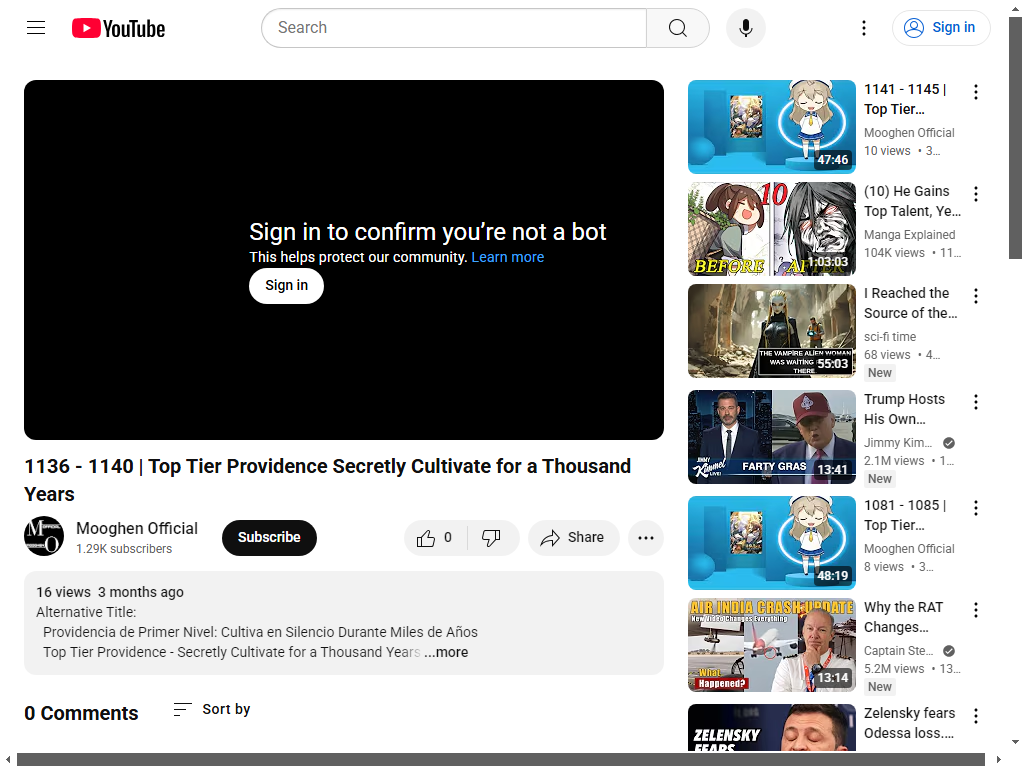 YouTube
Search
Sign in
Sign in to confirm you're not a bot
This helps protect our community. Learn more
Sign in
1136 - 1140 | Top Tier Providence Secretly Cultivate for a Thousand
Years
Mooghen Official
1.29K subscribers
Subscribe
0
Share
16 views 3 months ago
Alternative Title:
Providencia de Primer Nivel: Cultiva en Silencio Durante Miles de Años
Top Tier Providence - Secretly Cultivate for a Thousand Years ...more
0 Comments
Sort by
47:46
1141 - 1145 |
Top Tier...
Mooghen Official
10 views • 3...
10
BEFORE AFTER
1:03:03
(10) He Gains
Top Talent, Ye...
Manga Explained
104K views • 11...
THE VAMPIRE ALIEN WOMAN
WAS WAITING
THERE
55:03
I Reached the
Source of the...
sci-fi time
68 views • 4...
New
JIMMY
Kimmel
LIVE!
FARTY GRAS
13:41
Trump Hosts
His Own...
Jimmy Kim...
2.1M views • 1...
New
48:19
1081 - 1085 |
Top Tier...
Mooghen Official
8 views • 3...
AIR INDIA CRASH UPDATE
New Video Changes Everything
What
Happened?
13:14
Why the RAT
Changes...
Captain Ste...
5.2M views • 13...
New
ZELENSKY
FEARS
Zelensky fears
Odessa loss....